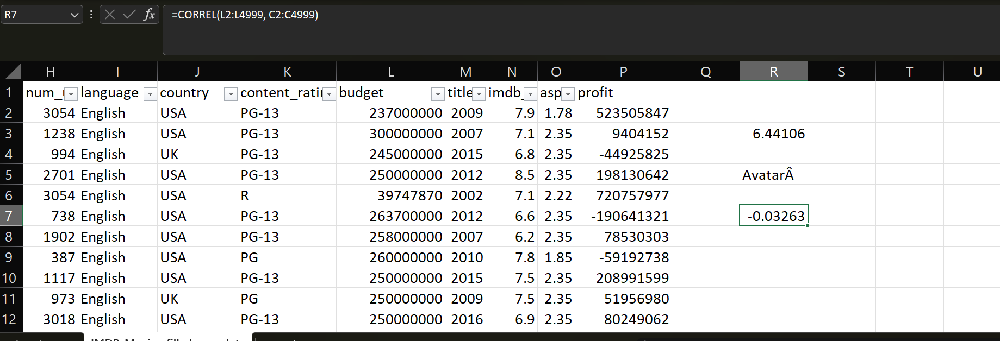 R7 fx =CORREL(L2:L4999, C2:C4999)
H I J K L M N O P Q R S T U
1 num_u language country content_ratin budget title imdb_ asp profit
2 3054 English USA PG-13 237000000 2009 7.9 1.78 523505847
3 1238 English USA PG-13 300000000 2007 7.1 2.35 9404152 6.44106
4 994 English UK PG-13 245000000 2015 6.8 2.35 -44925825
5 2701 English USA PG-13 250000000 2012 8.5 2.35 198130642 AvatarÂ
6 3054 English USA R 39747870 2002 7.1 2.22 720757977
7 738 English USA PG-13 263700000 2012 6.6 2.35 -190641321 -0.03263
8 1902 English USA PG-13 258000000 2007 6.2 2.35 78530303
9 387 English USA PG 260000000 2010 7.8 1.85 -59192738
10 1117 English USA PG-13 250000000 2015 7.5 2.35 208991599
11 973 English UK PG 250000000 2009 7.5 2.35 51956980
12 3018 English USA PG-13 250000000 2016 6.9 2.35 80249062